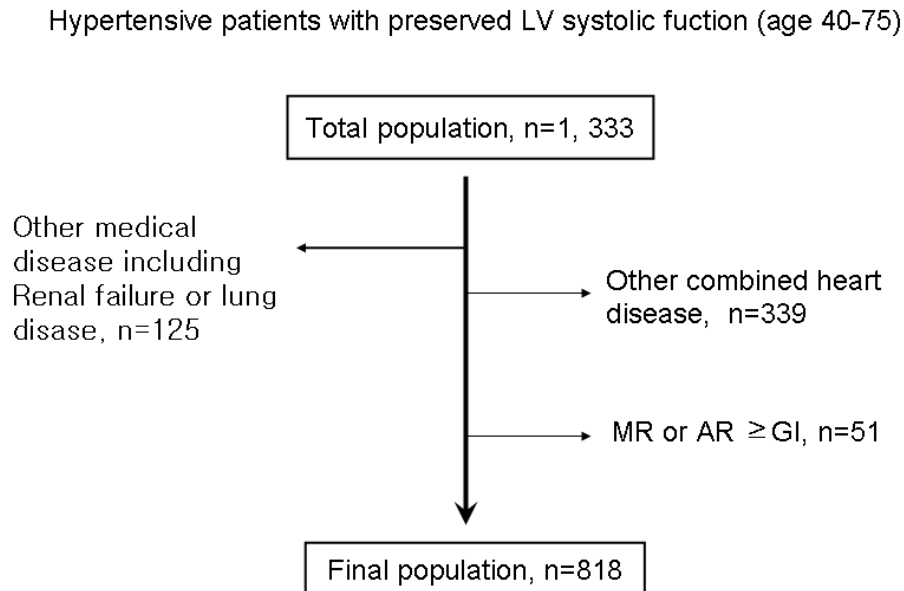 Hypertensive patients with preserved LV systolic fuction (age 40-75)
Total population, n=1, 333
Other medical
disease including
Renal failure or lung
disase, n=125
Other combined heart
disease, n=339
MR or AR ≥GI, n=51
Final population, n=818